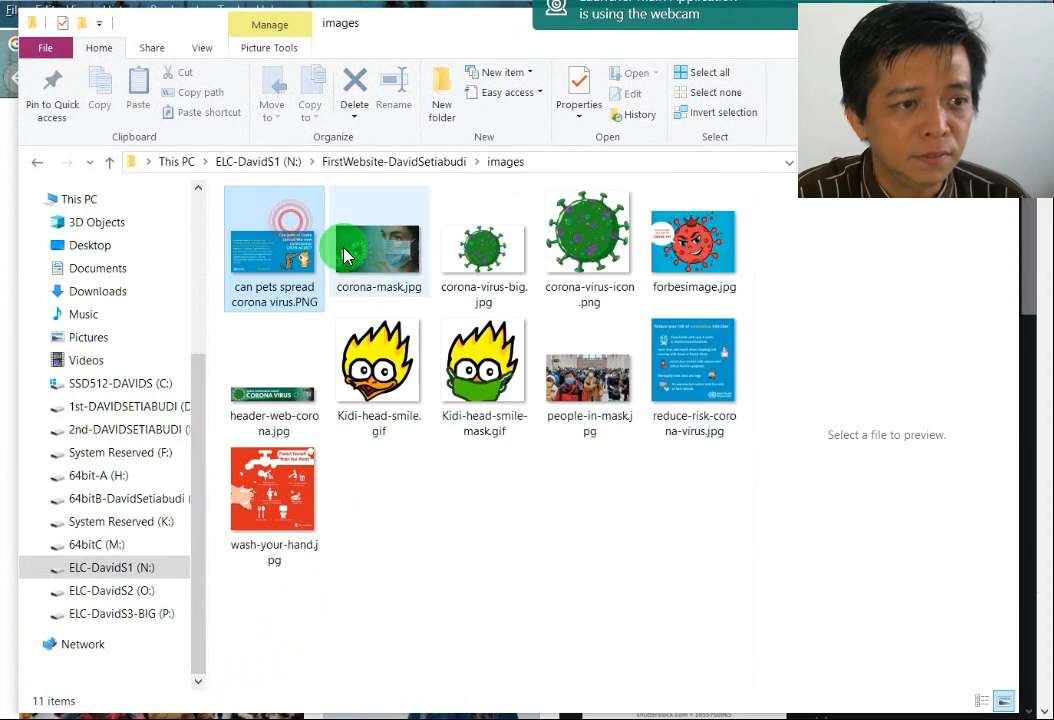 Manage
images
is using the webcam
File
Home
Share
View
Picture Tools
Pin to Quick
access
Copy
Paste
Cut
Copy path
Paste shortcut
Move
to
Copy
to
Delete
Rename
New
folder
New item
Easy access
Properties
Open
Edit
History
Select all
Select none
Invert selection
Clipboard
Organize
New
Open
Select
This PC
ELC-DavidS1 (N:)
FirstWebsite-DavidSetiabudi
images
This PC
3D Objects
Desktop
Documents
Downloads
Music
Pictures
Videos
SSD512-DAVIDS (C:)
1st-DAVIDSETIABUDI (
2nd-DAVIDSETIABUDI (
System Reserved (F:)
64bit-A (H:)
64bitB-DavidSetiabudi (
System Reserved (K:)
64bitC (M:)
ELC-DavidS1 (N:)
ELC-DavidS2 (O:)
ELC-DavidS3-BIG (P:)
Network
can pets spread
corona virus.PNG
corona-mask.jpg
corona-virus-big.
jpg
corona-virus-icon
.png
forbesimage.jpg
CORONA VIRUS
header-web-coro
na.jpg
Kidi-head-smile.
gif
Kidi-head-smile-
mask.gif
people-in-mask.j
pg
reduce-risk-coro
na-virus.jpg
wash-your-hand.j
pg
Select a file to preview.
11 items